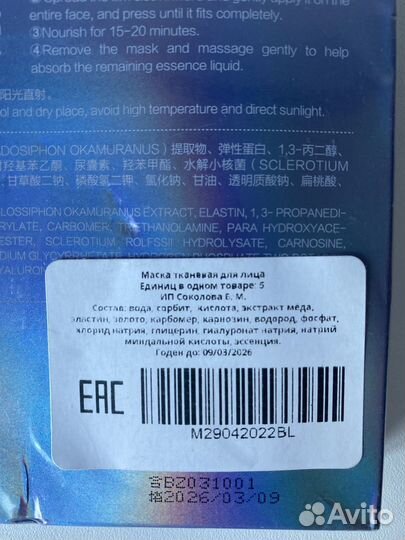 entire face, and press until it fits completely.
③Nourish for 15–20 minutes.
④Remove the mask and massage gently to help
absorb the remaining essence liquid.
阳光直射。
ol and dry place, avoid high temperature and direct sunlight.
ADOSIPHON OKAMURANUS）提取物、弹性蛋白、1,3-丙二醇、
羟基苯乙酮、尿囊素、羟苯甲酯、水解小核菌（SCLEROTIUM
、甘草酸二钠、磷酸氢二钾、氯化钠、甘油、透明质酸钠、扁桃酸、
LOSSIPHON OKAMURANUS EXTRACT, ELASTIN, 1, 3- PROPANEDI-
RYLATE, CARBOMER, TRIETHANOLAMINE, PARA HYDROXYACE-
ESTER, SCLEROTIUM ROLFSSII HYDROLYSATE, CARNOSINE,
Маска тканевая для лица
Единиц в одном товаре: 5
ИП Соколова Е. М.
Состав: вода, сорбит, кислота, экстракт мёда,
эластин, золото, карбомер, карнозин, водород, фосфат,
хлорид натрия, глицерин, гиалуронат натрия, натрий
миндальной кислоты, эссенция.
Годен до: 09/03/2026
EAC
M29042022BL
BZ031001
2026/03/09
Avito